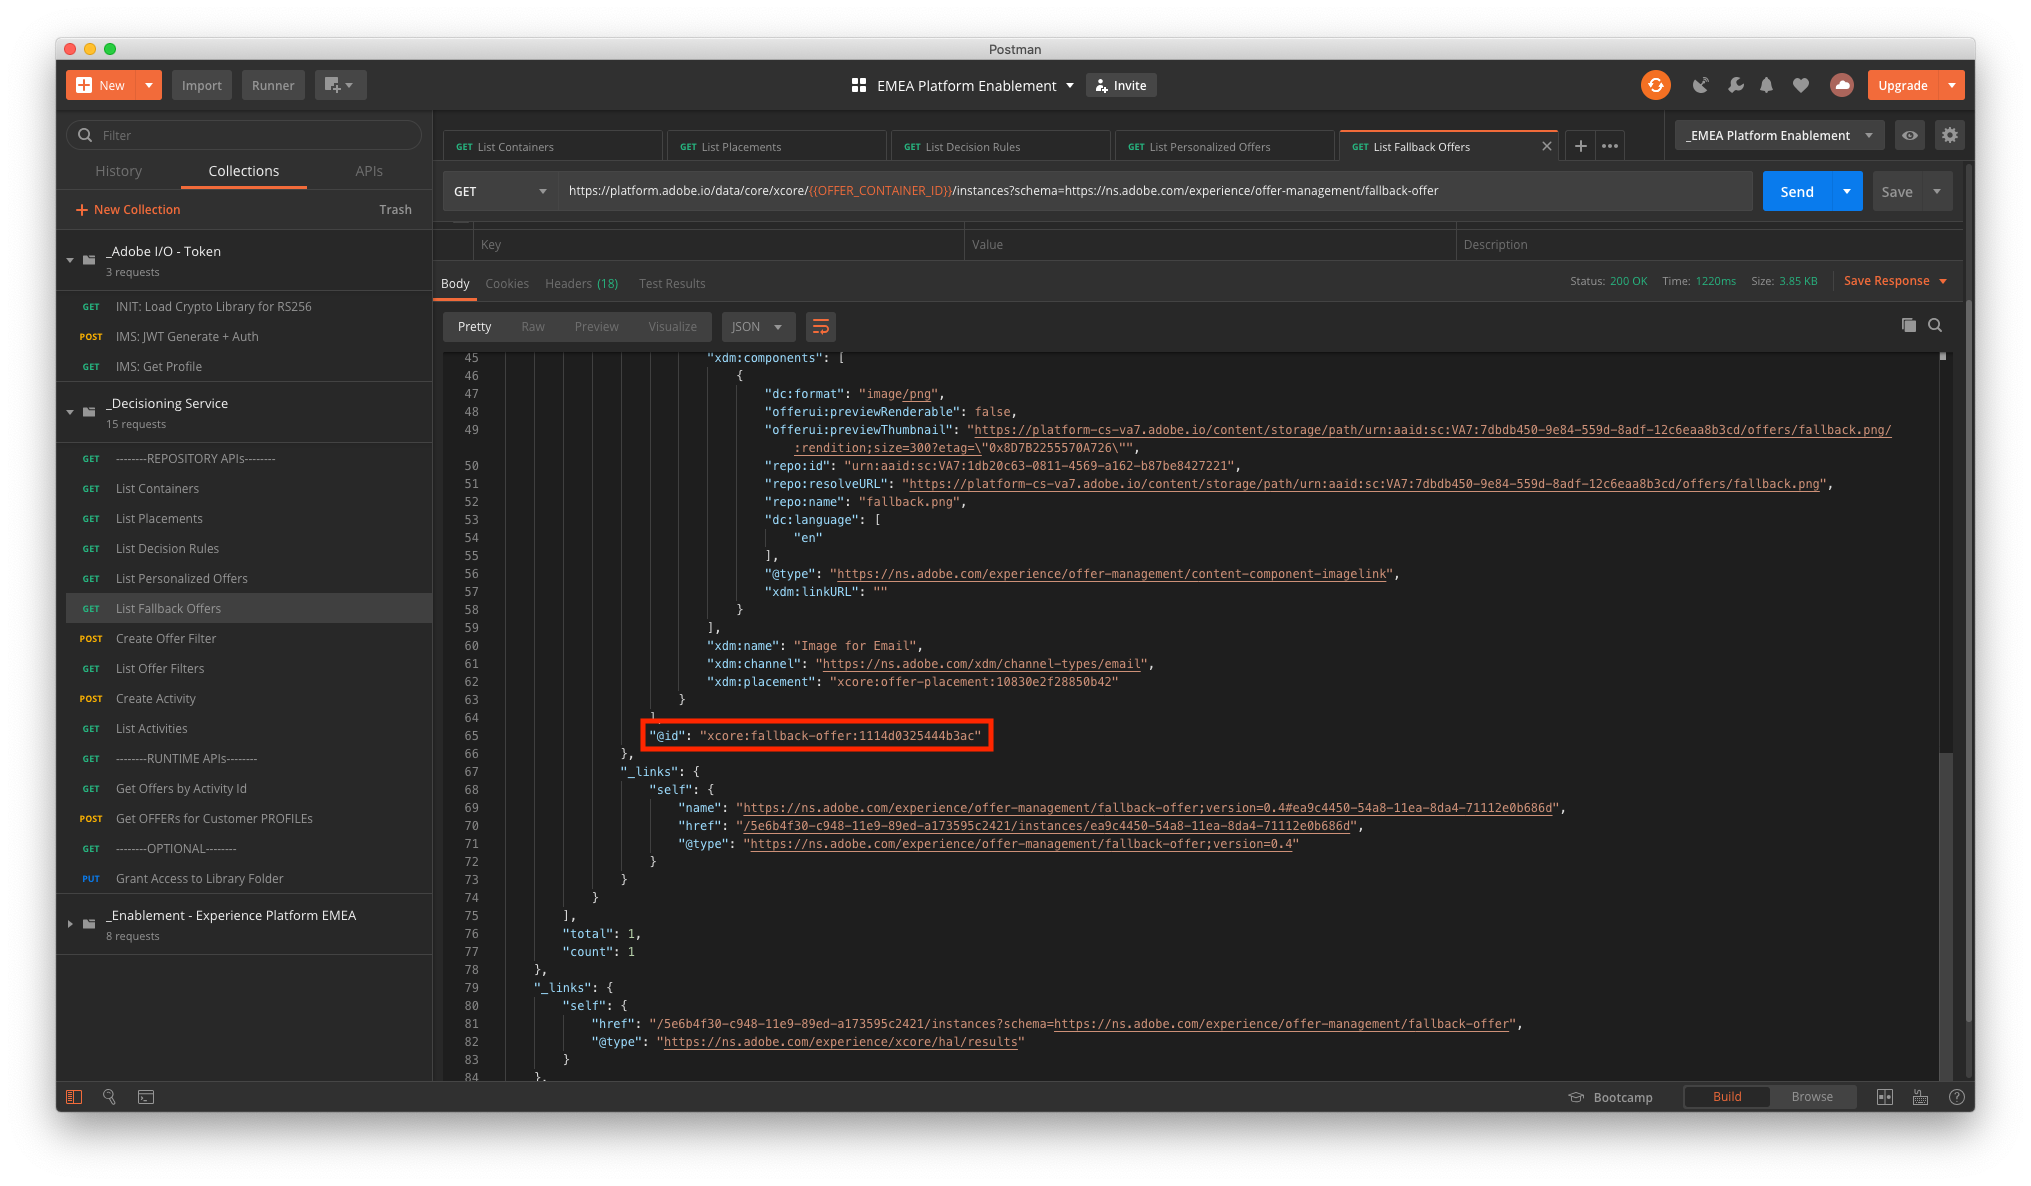 Postman
New
Import
Runner
EMEA Platform Enablement
Invite
Upgrade
Filter
History
Collections
APIs
New Collection
Trash
_Adobe I/O - Token
3 requests
GET INIT: Load Crypto Library for RS256
POST IMS: JWT Generate + Auth
GET IMS: Get Profile
_Decisioning Service
15 requests
GET --------REPOSITORY APIs--------
GET List Containers
GET List Placements
GET List Decision Rules
GET List Personalized Offers
GET List Fallback Offers
POST Create Offer Filter
GET List Offer Filters
POST Create Activity
GET List Activities
GET --------RUNTIME APIs--------
GET Get Offers by Activity Id
POST Get OFFERs for Customer PROFILEs
GET --------OPTIONAL--------
PUT Grant Access to Library Folder
_Enablement - Experience Platform EMEA
8 requests
GET List Containers
GET List Placements
GET List Decision Rules
GET List Personalized Offers
GET List Fallback Offers
_EMEA Platform Enablement
GET
https://platform.adobe.io/data/core/xcore/{{OFFER_CONTAINER_ID}}/instances?schema=https://ns.adobe.com/experience/offer-management/fallback-offer
Send
Save
Key
Value
Description
Body
Cookies
Headers (18)
Test Results
Status: 200 OK
Time: 1220ms
Size: 3.85 KB
Save Response
Pretty
Raw
Preview
Visualize
JSON
45 "xdm:components": [
46 {
47 "dc:format": "image/png",
48 "offerui:previewRenderable": false,
49 "offerui:previewThumbnail": "https://platform-cs-va7.adobe.io/content/storage/path/urn:aaid:sc:VA7:7dbdb450-9e84-559d-8adf-12c6eaa8b3cd/offers/fallback.png/
:rendition;size=300?etag=\"0x8D7B2255570A726\"",
50 "repo:id": "urn:aaid:sc:VA7:1db20c63-0811-4569-a162-b87be8427221",
51 "repo:resolveURL": "https://platform-cs-va7.adobe.io/content/storage/path/urn:aaid:sc:VA7:7dbdb450-9e84-559d-8adf-12c6eaa8b3cd/offers/fallback.png",
52 "repo:name": "fallback.png",
53 "dc:language": [
54 "en"
55 ],
56 "@type": "https://ns.adobe.com/experience/offer-management/content-component-imagelink",
57 "xdm:linkURL": ""
58 }
59 ],
60 "xdm:name": "Image for Email",
61 "xdm:channel": "https://ns.adobe.com/xdm/channel-types/email",
62 "xdm:placement": "xcore:offer-placement:10830e2f28850b42"
63 }
64 ],
65 "@id": "xcore:fallback-offer:1114d0325444b3ac"
66 },
67 "_links": {
68 "self": {
69 "name": "https://ns.adobe.com/experience/offer-management/fallback-offer;version=0.4#ea9c4450-54a8-11ea-8da4-71112e0b686d",
70 "href": "/5e6b4f30-c948-11e9-89ed-a173595c2421/instances/ea9c4450-54a8-11ea-8da4-71112e0b686d",
71 "@type": "https://ns.adobe.com/experience/offer-management/fallback-offer;version=0.4"
72 }
73 }
74 }
75 ],
76 "total": 1,
77 "count": 1
78 },
79 "_links": {
80 "self": {
81 "href": "/5e6b4f30-c948-11e9-89ed-a173595c2421/instances?schema=https://ns.adobe.com/experience/offer-management/fallback-offer",
82 "@type": "https://ns.adobe.com/experience/xcore/hal/results"
83 }
84 },
Bootcamp
Build
Browse